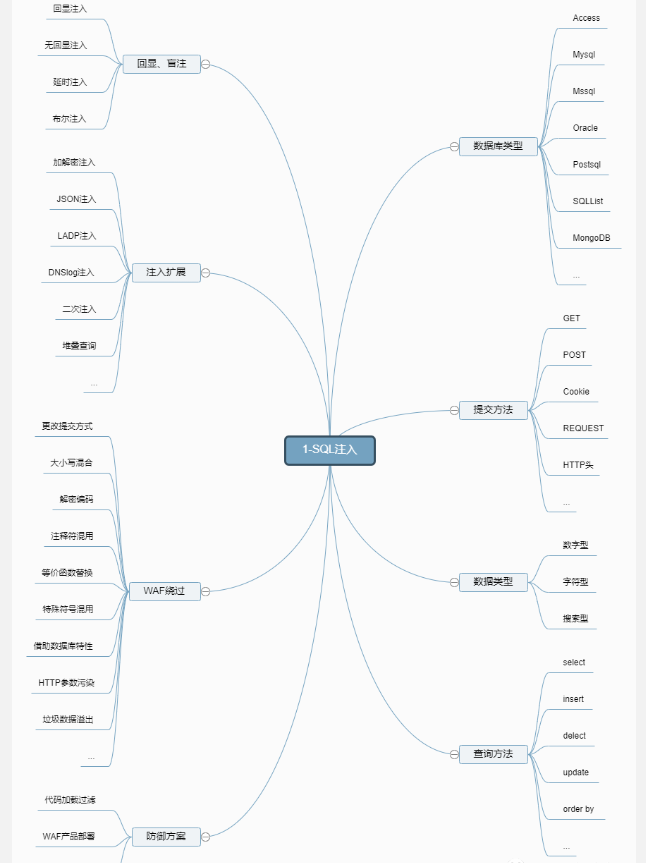 1-SQL注入
回显、盲注
回显注入
无回显注入
延时注入
布尔注入
注入扩展
加解密注入
JSON注入
LADP注入
DNSlog注入
二次注入
堆叠查询
...
WAF绕过
更改提交方式
大小写混合
解密编码
注释符混用
等价函数替换
特殊符号混用
借助数据库特性
HTTP参数污染
垃圾数据溢出
...
防御方案
代码加载过滤
WAF产品部署
数据库类型
Access
Mysql
Mssql
Oracle
Postsql
SQLList
MongoDB
...
提交方法
GET
POST
Cookie
REQUEST
HTTP头
...
数据类型
数字型
字符型
搜索型
查询方法
select
insert
delect
update
order by
...